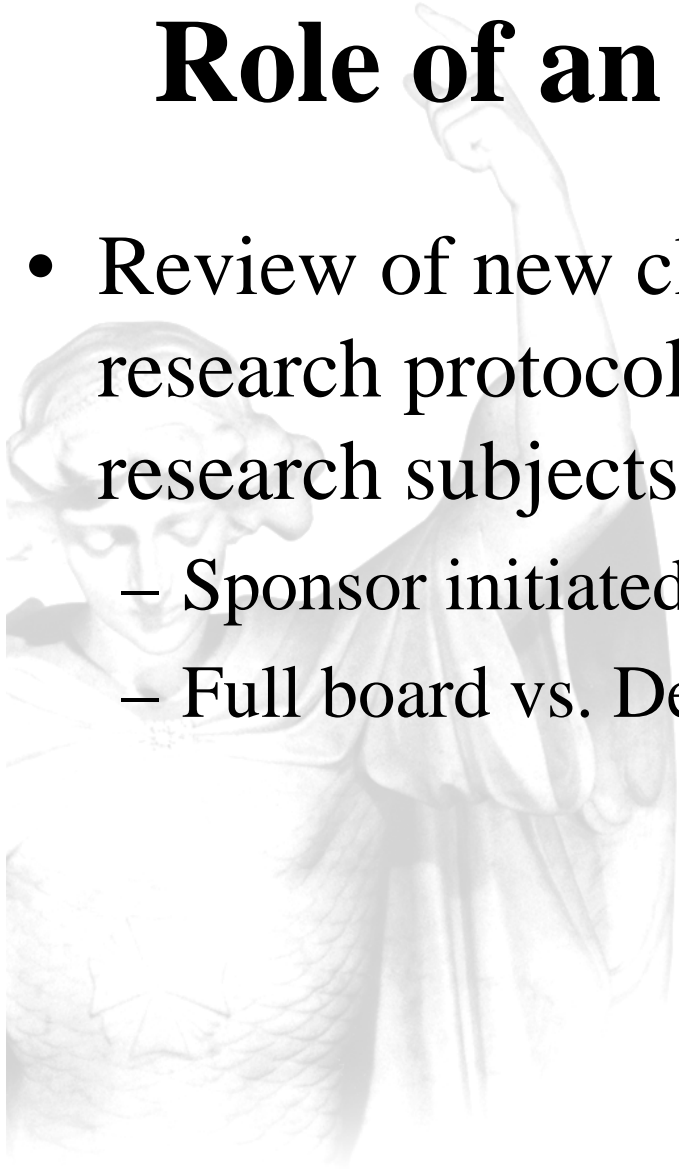 Role of an
• Review of new cl
research protocol
research subjects
– Sponsor initiated
– Full board vs. De